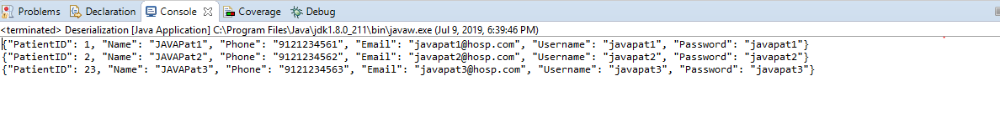 Problems Declaration Console Coverage Debug
<terminated> Deserialization [Java Application] C:\Program Files\Java\jdk1.8.0_211\bin\javaw.exe (Jul 9, 2019, 6:39:46 PM)
{"PatientID": 1, "Name": "JAVAPat1", "Phone": "9121234561", "Email": "javapat1@hosp.com", "Username": "javapat1", "Password": "javapat1"}
{"PatientID": 2, "Name": "JAVAPat2", "Phone": "9121234562", "Email": "javapat2@hosp.com", "Username": "javapat2", "Password": "javapat2"}
{"PatientID": 23, "Name": "JAVAPat3", "Phone": "9121234563", "Email": "javapat3@hosp.com", "Username": "javapat3", "Password": "javapat3"}